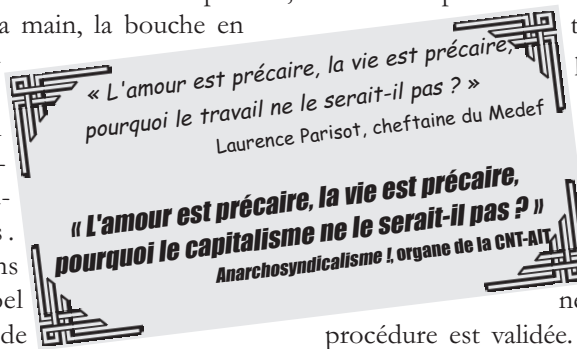 a main, la bouche en
« L'amour est précaire, la vie est précaire,
pourquoi le travail ne le serait-il pas ? »
Laurence Parisot, cheftaine du Medef
« L'amour est précaire, la vie est précaire,
pourquoi le capitalisme ne le serait-il pas ? »
Anarchosyndicalisme !, organe de la CNT-AIT
procédure est validée.
de